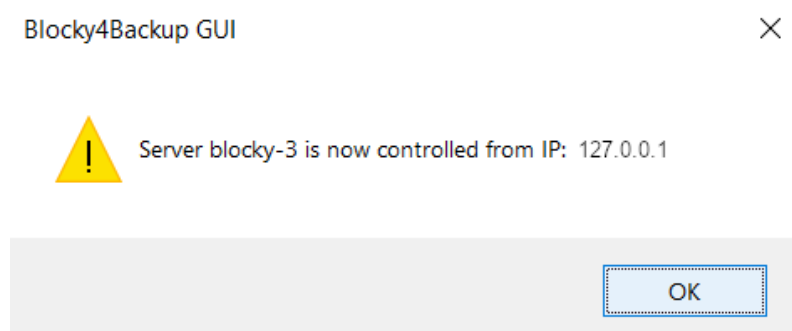 Blocky4Backup GUI
Server blocky-3 is now controlled from IP: 127.0.0.1
OK